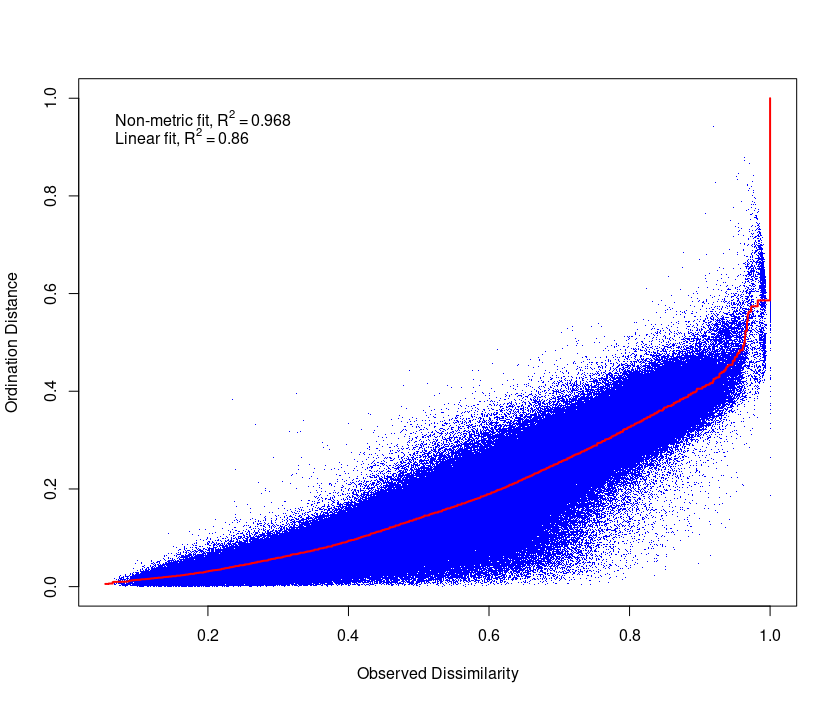 Non-metric fit, R² = 0.968
Linear fit, R² = 0.86
1.0
0.8
0.6
0.4
0.2
0.0
Ordination Distance
0.2 0.4 0.6 0.8 1.0
Observed Dissimilarity